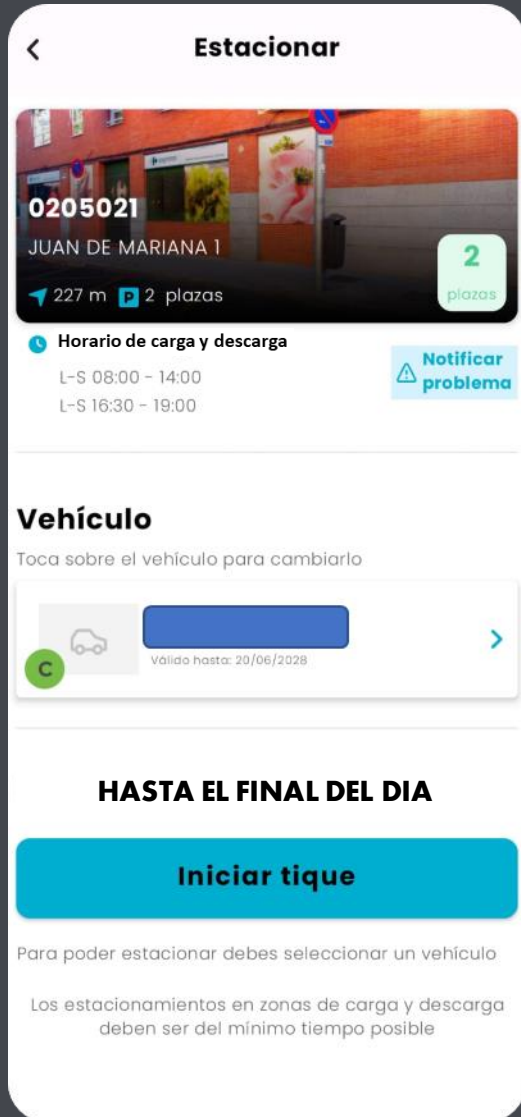 Estacionar
0205021
JUAN DE MARIANA 1
227 m P 2 plazas
2
plazas
Horario de carga y descarga
L-S 08:00 - 14:00
L-S 16:30 - 19:00
Notificar
problema
Vehículo
Toca sobre el vehículo para cambiarlo
C
Válido hasta: 20/06/2028
HASTA EL FINAL DEL DIA
Iniciar tique
Para poder estacionar debes seleccionar un vehículo
Los estacionamientos en zonas de carga y descarga
deben ser del mínimo tiempo posible